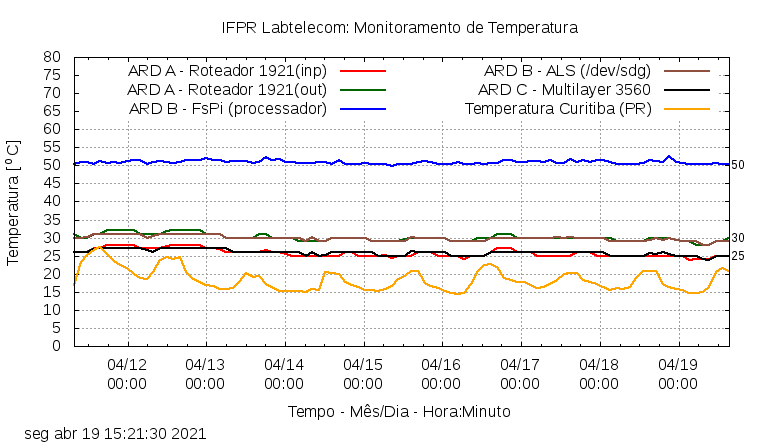 IFPR Labtelecom: Monitoramento de Temperatura
ARD A - Roteador 1921(inp)
ARD A - Roteador 1921(out)
ARD B - FsPi (processador)
ARD B - ALS (/dev/sdg)
ARD C - Multilayer 3560
Temperatura Curitiba (PR)
Temperatura [ ºC]
80
75
70
65
60
55
50
45
40
35
30
25
20
15
10
5
0
50
30
25
04/12 04/13 04/14 04/15 04/16 04/17 04/18 04/19
00:00 00:00 00:00 00:00 00:00 00:00 00:00 00:00
Tempo - Mês/Dia - Hora:Minuto
seg abr 19 15:21:30 2021